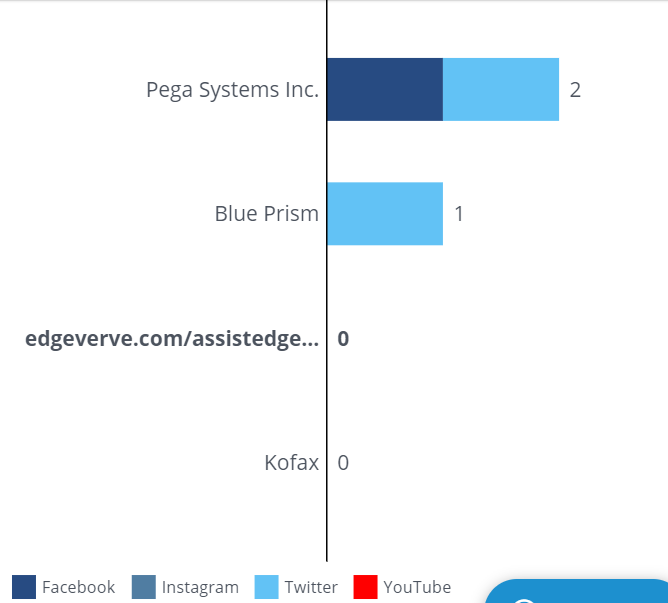 Pega Systems Inc. 2
Blue Prism 1
edgeverve.com/assistedge... 0
Kofax 0
Facebook Instagram Twitter YouTube